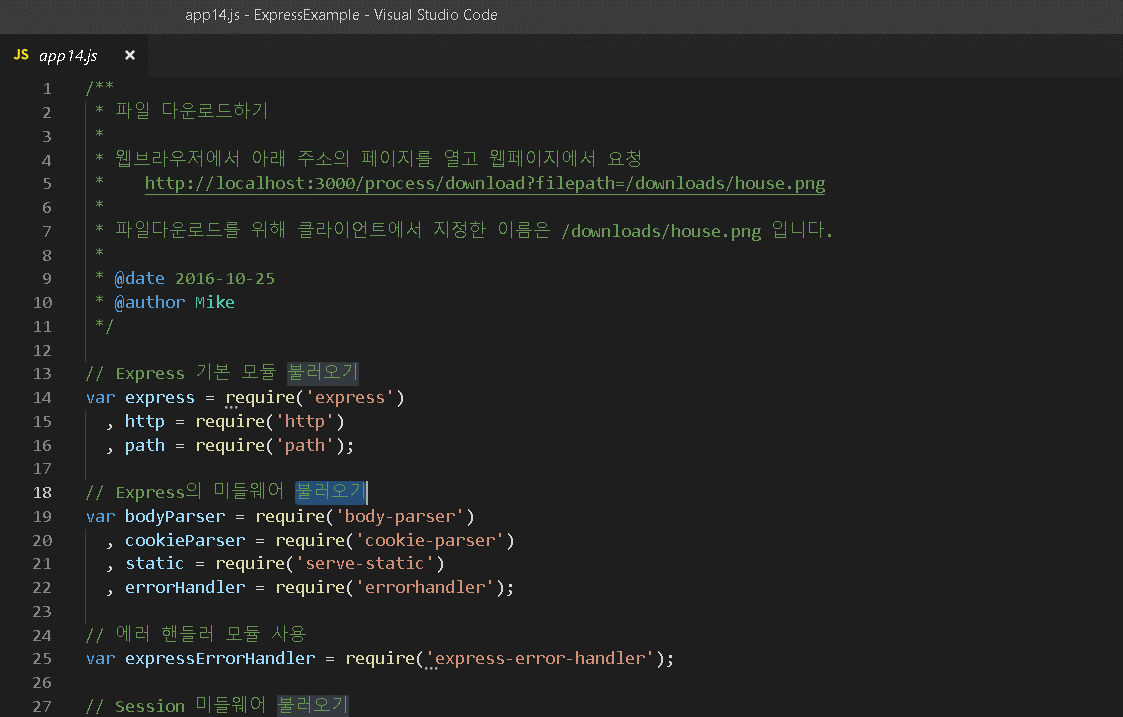 app14.js - ExpressExample - Visual Studio Code
JS app14.js ×
1 /**
2 * 파일 다운로드하기
3 *
4 * 웹브라우저에서 아래 주소의 페이지를 열고 웹페이지에서 요청
5 * http://localhost:3000/process/download?filepath=/downloads/house.png
6 *
7 * 파일다운로드를 위해 클라이언트에서 지정한 이름은 /downloads/house.png 입니다.
8 *
9 * @date 2016-10-25
10 * @author Mike
11 */
12
13 // Express 기본 모듈 불러오기
14 var express = require('express')
15 , http = require('http')
16 , path = require('path');
17
18 // Express의 미들웨어 불러오기
19 var bodyParser = require('body-parser')
20 , cookieParser = require('cookie-parser')
21 , static = require('serve-static')
22 , errorHandler = require('errorhandler');
23
24 // 에러 핸들러 모듈 사용
25 var expressErrorHandler = require('express-error-handler');
26
27 // Session 미들웨어 불러오기